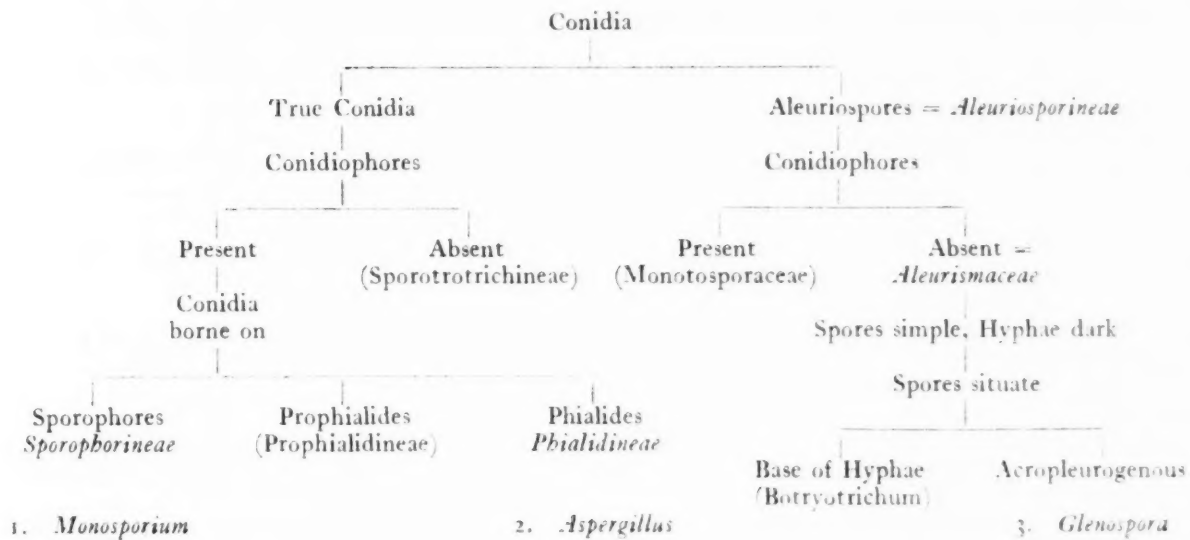 Conidia
True Conidia
Aleuriospores = Aleuriosporineae
Conidiophores
Conidiophores
Present
Absent
(Sporotrotrichineae)
Present
(Monotosporaceae)
Absent =
Aleurismaceae
Conidia
borne on
Spores simple, Hyphae dark
Spores situate
Sporophores
Sporophorineae
Prophialides
(Prophialidineae)
Phialides
Phialidineae
Base of Hyphae
(Botryotrichum)
Acropleurogenous
1. Monosporium
2. Aspergillus
3. Glenospora